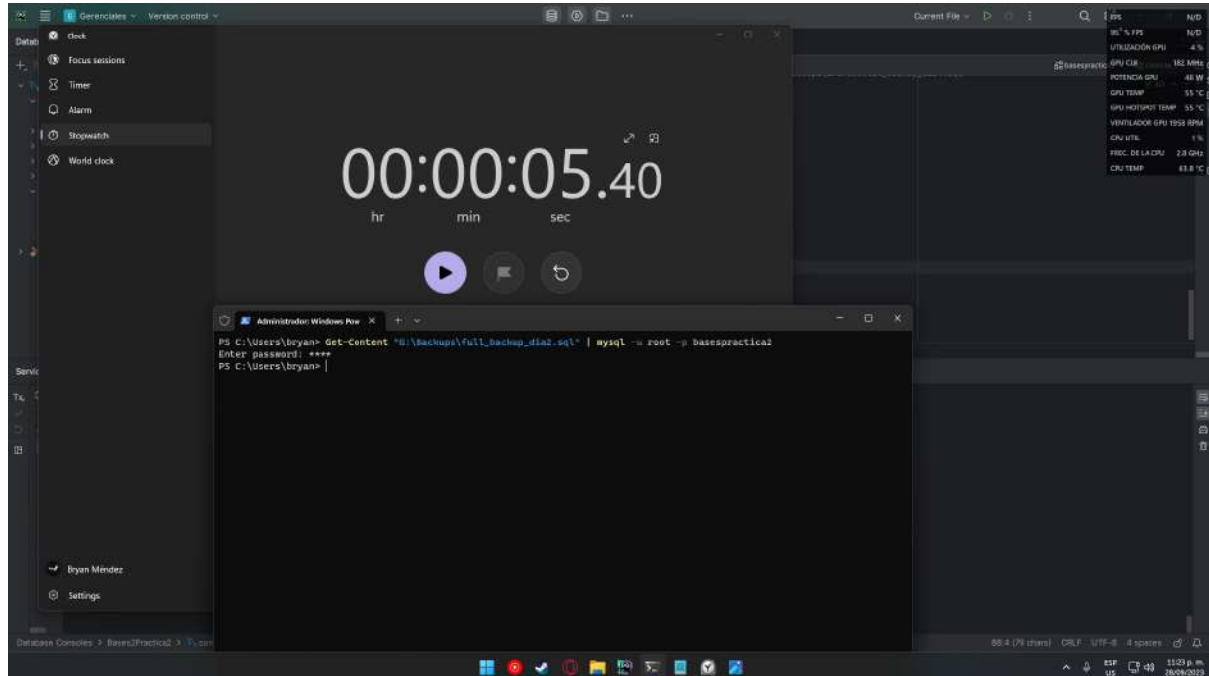 Gerenciales Version control
Current File
Clock
Focus sessions
Timer
Alarm
Stopwatch
World clock
00:00:05.40
hr min sec
FPS N/D
N/D
UTILIZACIÓN GPU 4 %
GPU CLK 182 MHz
POTENCIA GPU 48 W
GPU TEMP 55 °C
GPU HOTSPOT TEMP 55 °C
VENTILADOR GPU 1958 RPM
CPU UTIL 1 %
FREC. DE LA CPU 2.8 GHz
CPU TEMP 63.8 °C
Administrador: Windows Pow
PS C:\Users\bryan> Get-Content "G:\Backups\full_backup_dia2.sql" | mysql -u root -p basespractica2
Enter password: ****
PS C:\Users\bryan>
Tx
Bryan Méndez
Settings
Database Consoles > Bases2Practica2 >
CRLF UTF-8 4 spaces
ESP
US
11:23 p. m.
28/09/2023